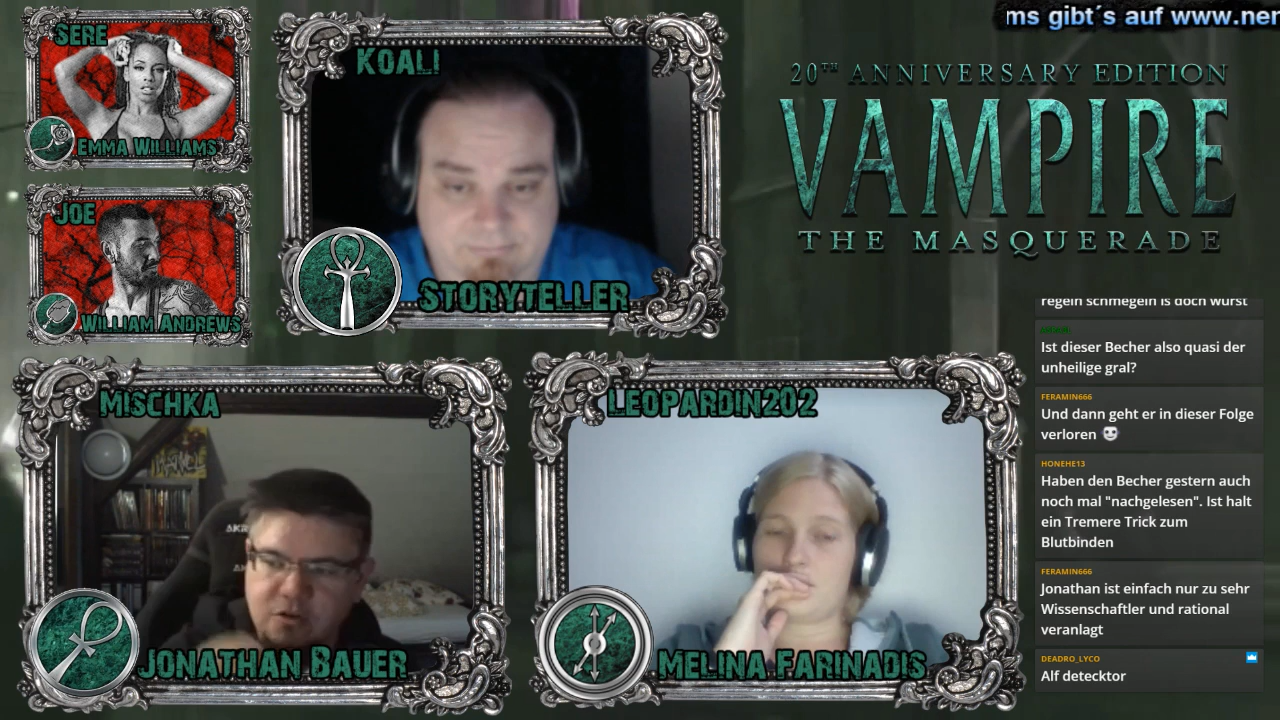 SERE
EMMA WILLIAMS
JOE
WILLIAM ANDREWS
KOALI
STORYTELLER
ms gibt´s auf www.ner
20TH ANNIVERSARY EDITION
VAMPIRE
THE MASQUERADE
MISCHKA
JONATHAN BAUER
LEOPARDIN202
MELINA FARINADIS
regeln schmegeln is doch wurst
Ist dieser Becher also quasi der
unheilige gral?
FERAMIN666
Und dann geht er in dieser Folge
verloren
HONEHE13
Haben den Becher gestern auch
noch mal "nachgelesen". Ist halt
ein Tremere Trick zum
Blutbinden
FERAMIN666
Jonathan ist einfach nur zu sehr
Wissenschaftler und rational
veranlagt
DEADRO_LYCO
Alf detecktor